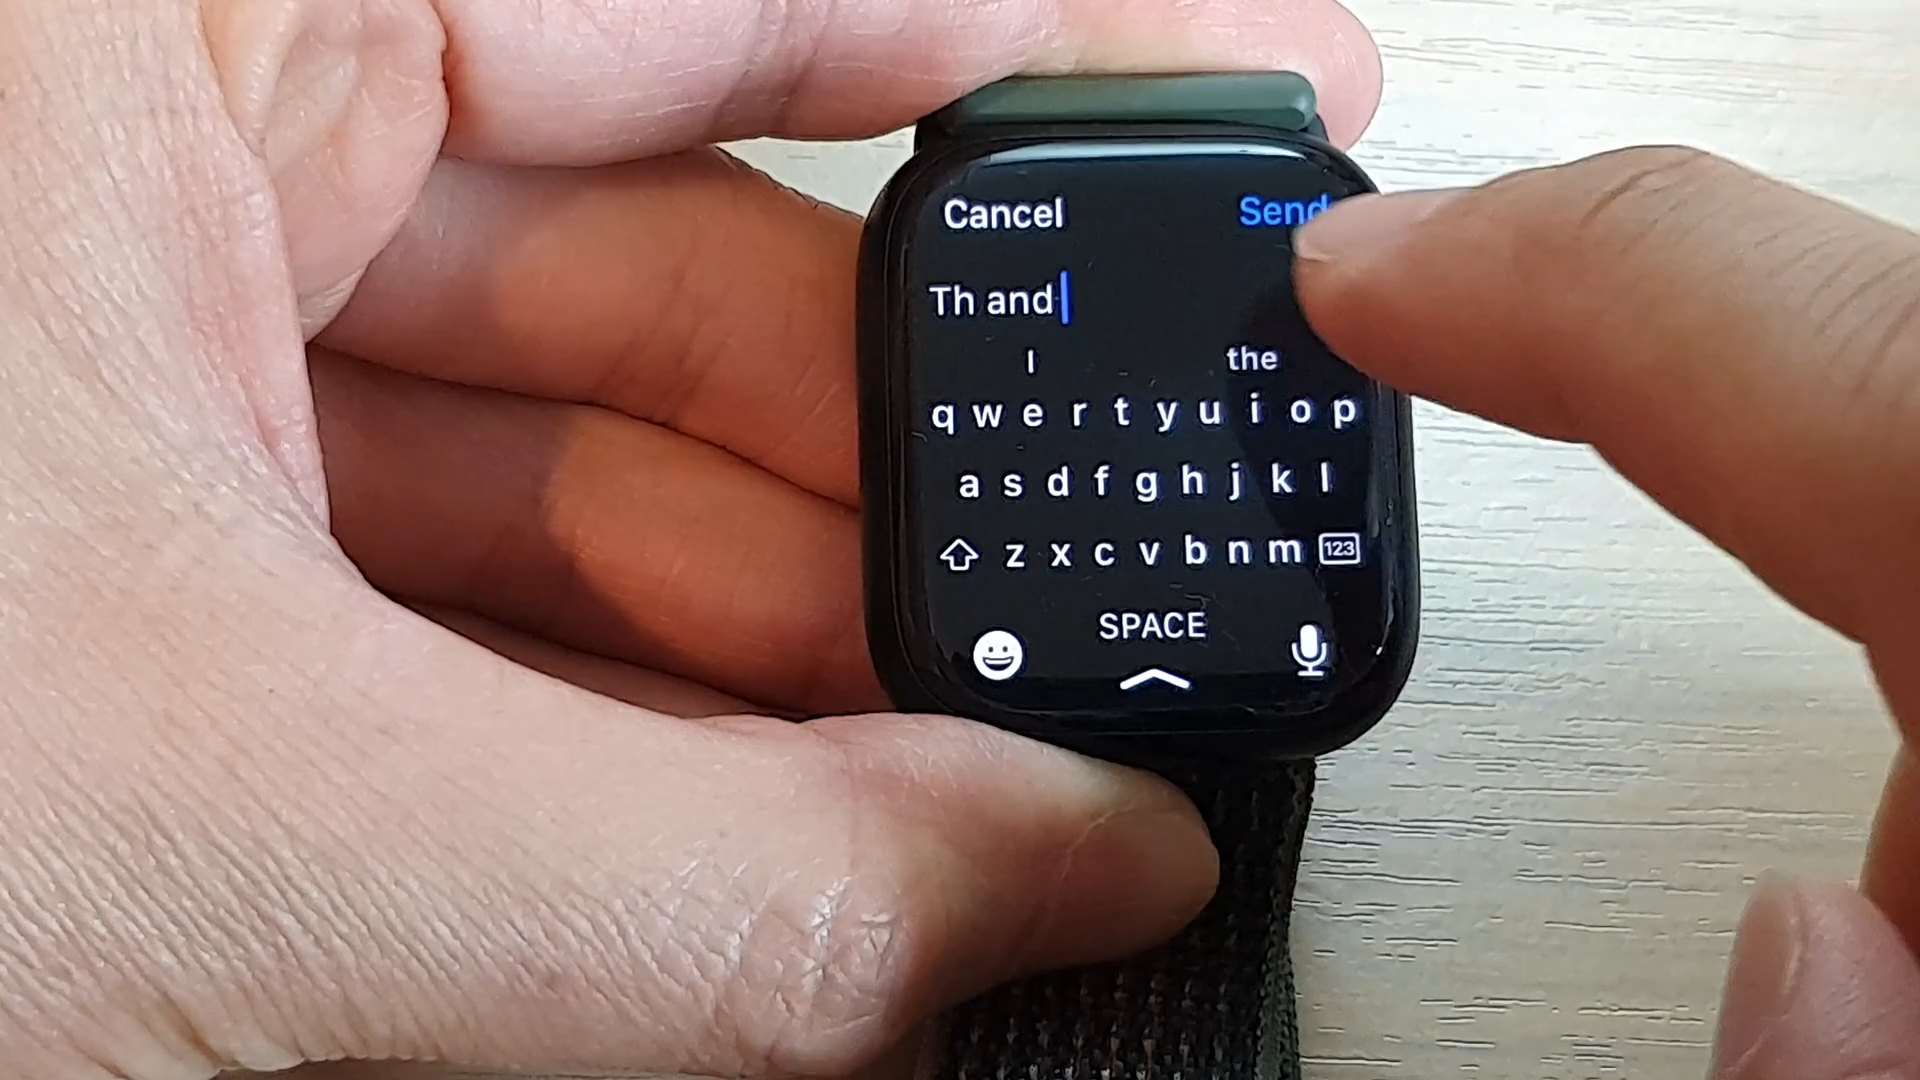 Cancel Send
Th and
I the
q w e r t y u i o p
a s d f g h j k l
z x c v b n m 123
SPACE